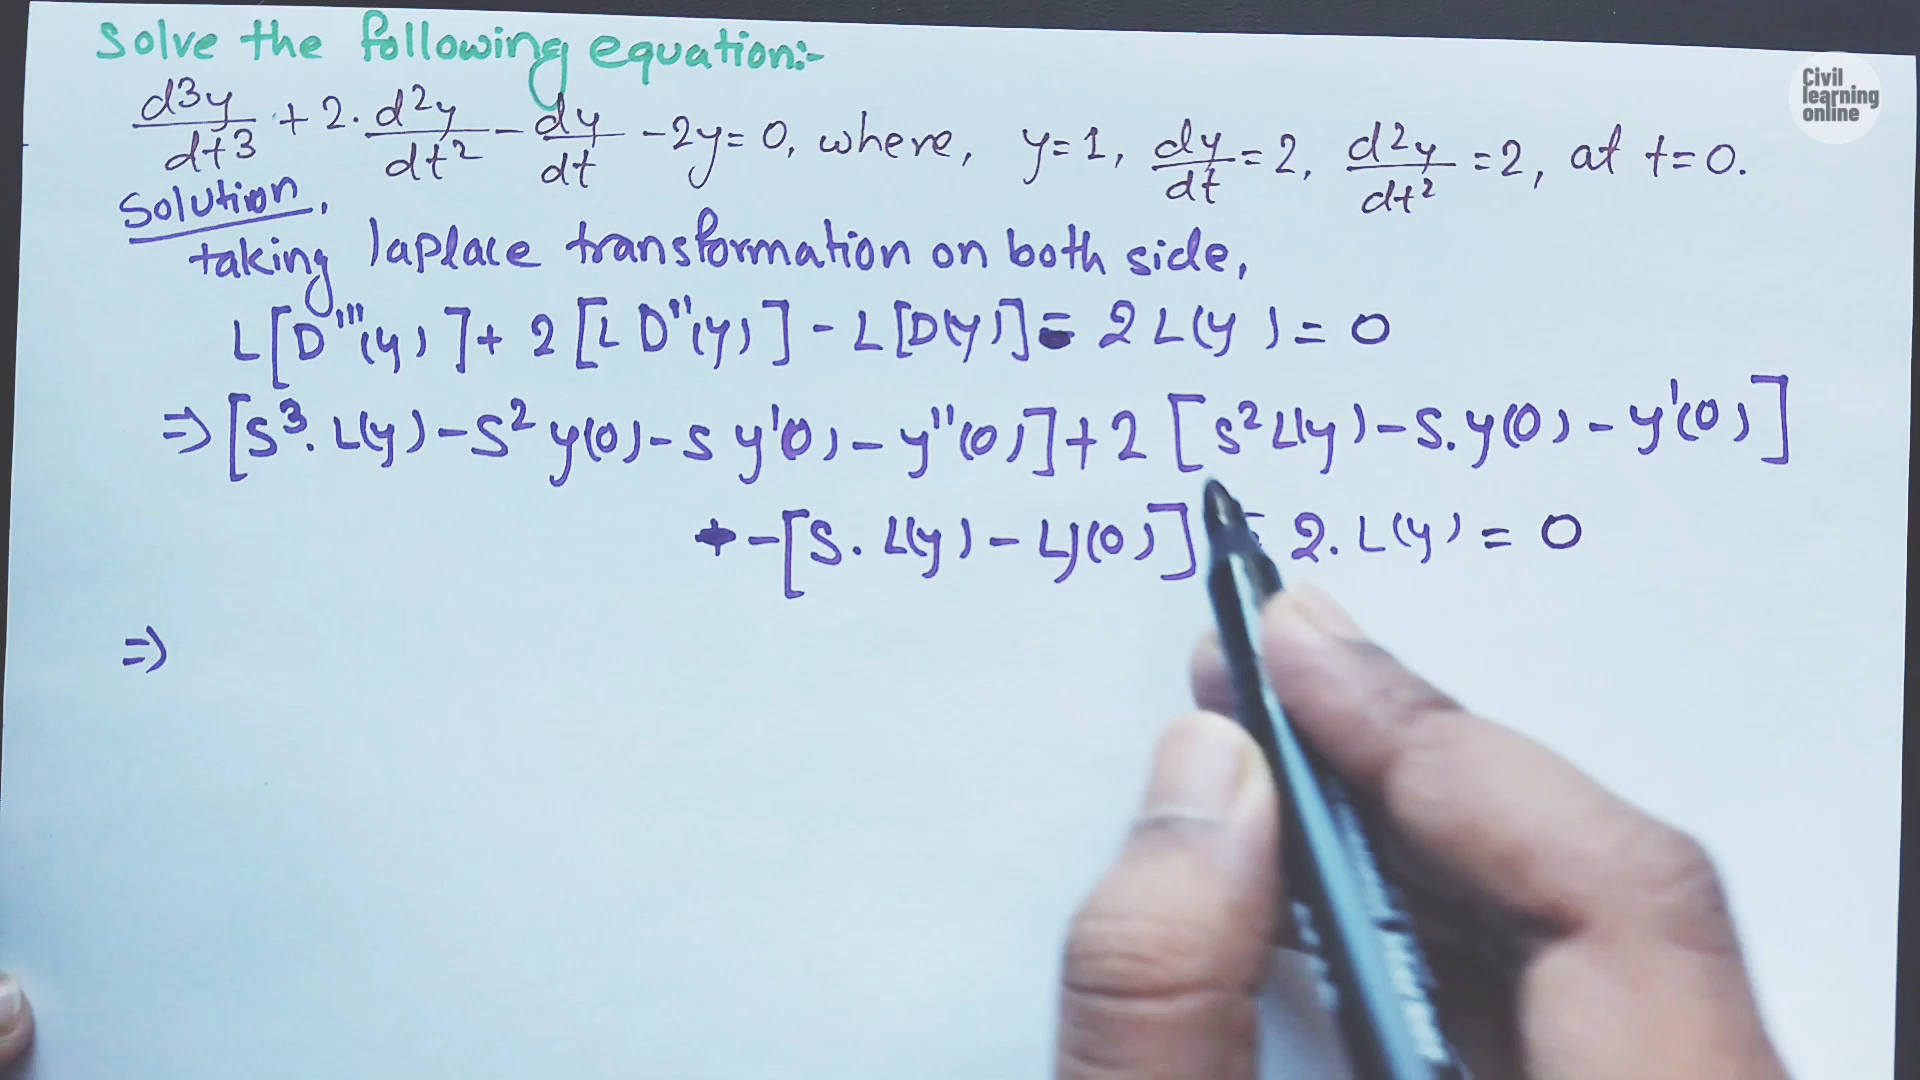 Solve the following equation:-
d3y/dt3 + 2. d2y/dt2 - dy/dt - 2y = 0, where, y = 1, dy/dt = 2, d2y/dt2 = 2, at t = 0.
Solution,
taking laplace transformation on both side,
L[D'''(y)] + 2[L D''(y)] - L[D(y)] - 2 L(y) = 0
⇒ [S³. L(y) - S² y(0) - S y'0) - y''(0)] + 2 [S² L(y) - S. y(0) - y'(0)]
- [S. L(y) - y(0)] - 2. L(y) = 0
⇒
Civil
learning
online